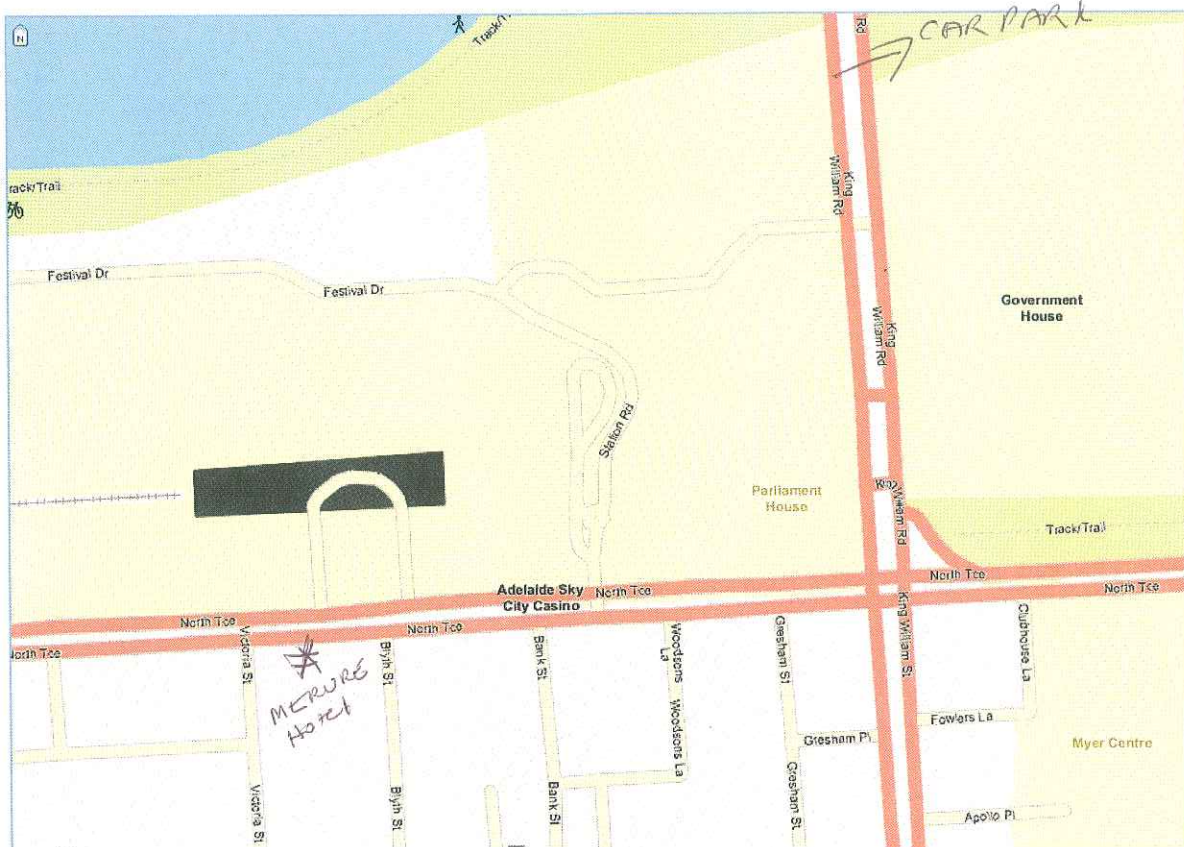 N
Track/T
Rd
CAR PARK
rack/Trail
King
William Rd
Festival Dr
Festival Dr
Government
House
King
William Rd
Station Rd
Parliament
House
William Rd
Track/Trail
North Tce
North Tce
Adelaide Sky
City Casino
North Tce
North Tce
North Tce
North Tce
King William St
Clubhouse La
Victoria St
Blyth St
Bank St
Woodsons
La
Gresham St
MERURE
HOTEL
Woodsons La
Gresham Pl
Fowlers La
Myer Centre
Victoria St
Blyth St
Bank St
Gresham St
Apollo Pl